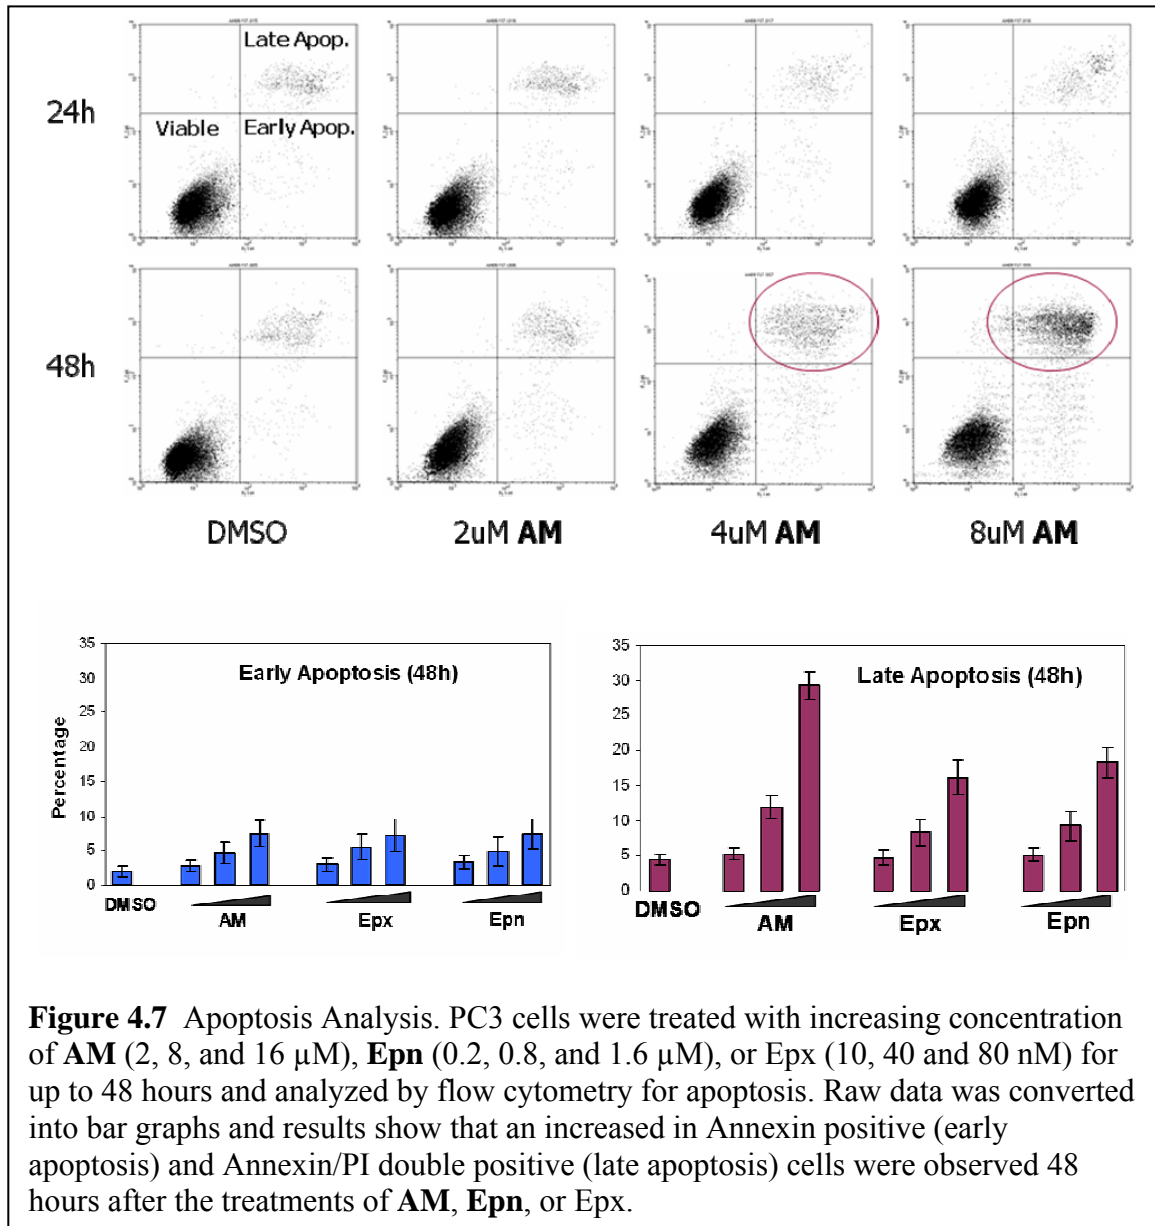 Late Apop.
24h
Viable Early Apop.
48h
DMSO 2uM AM 4uM AM 8uM AM
Early Apoptosis (48h)
Percentage
35
30
25
20
15
10
5
0
DMSO
AM Epx Epn
Late Apoptosis (48h)
35
30
25
20
15
10
5
0
DMSO
AM Epx Epn
Figure 4.7 Apoptosis Analysis. PC3 cells were treated with increasing concentration
of AM (2, 8, and 16 µM), Epn (0.2, 0.8, and 1.6 µM), or Epx (10, 40 and 80 nM) for
up to 48 hours and analyzed by flow cytometry for apoptosis. Raw data was converted
into bar graphs and results show that an increased in Annexin positive (early
apoptosis) and Annexin/PI double positive (late apoptosis) cells were observed 48
hours after the treatments of AM, Epn, or Epx.